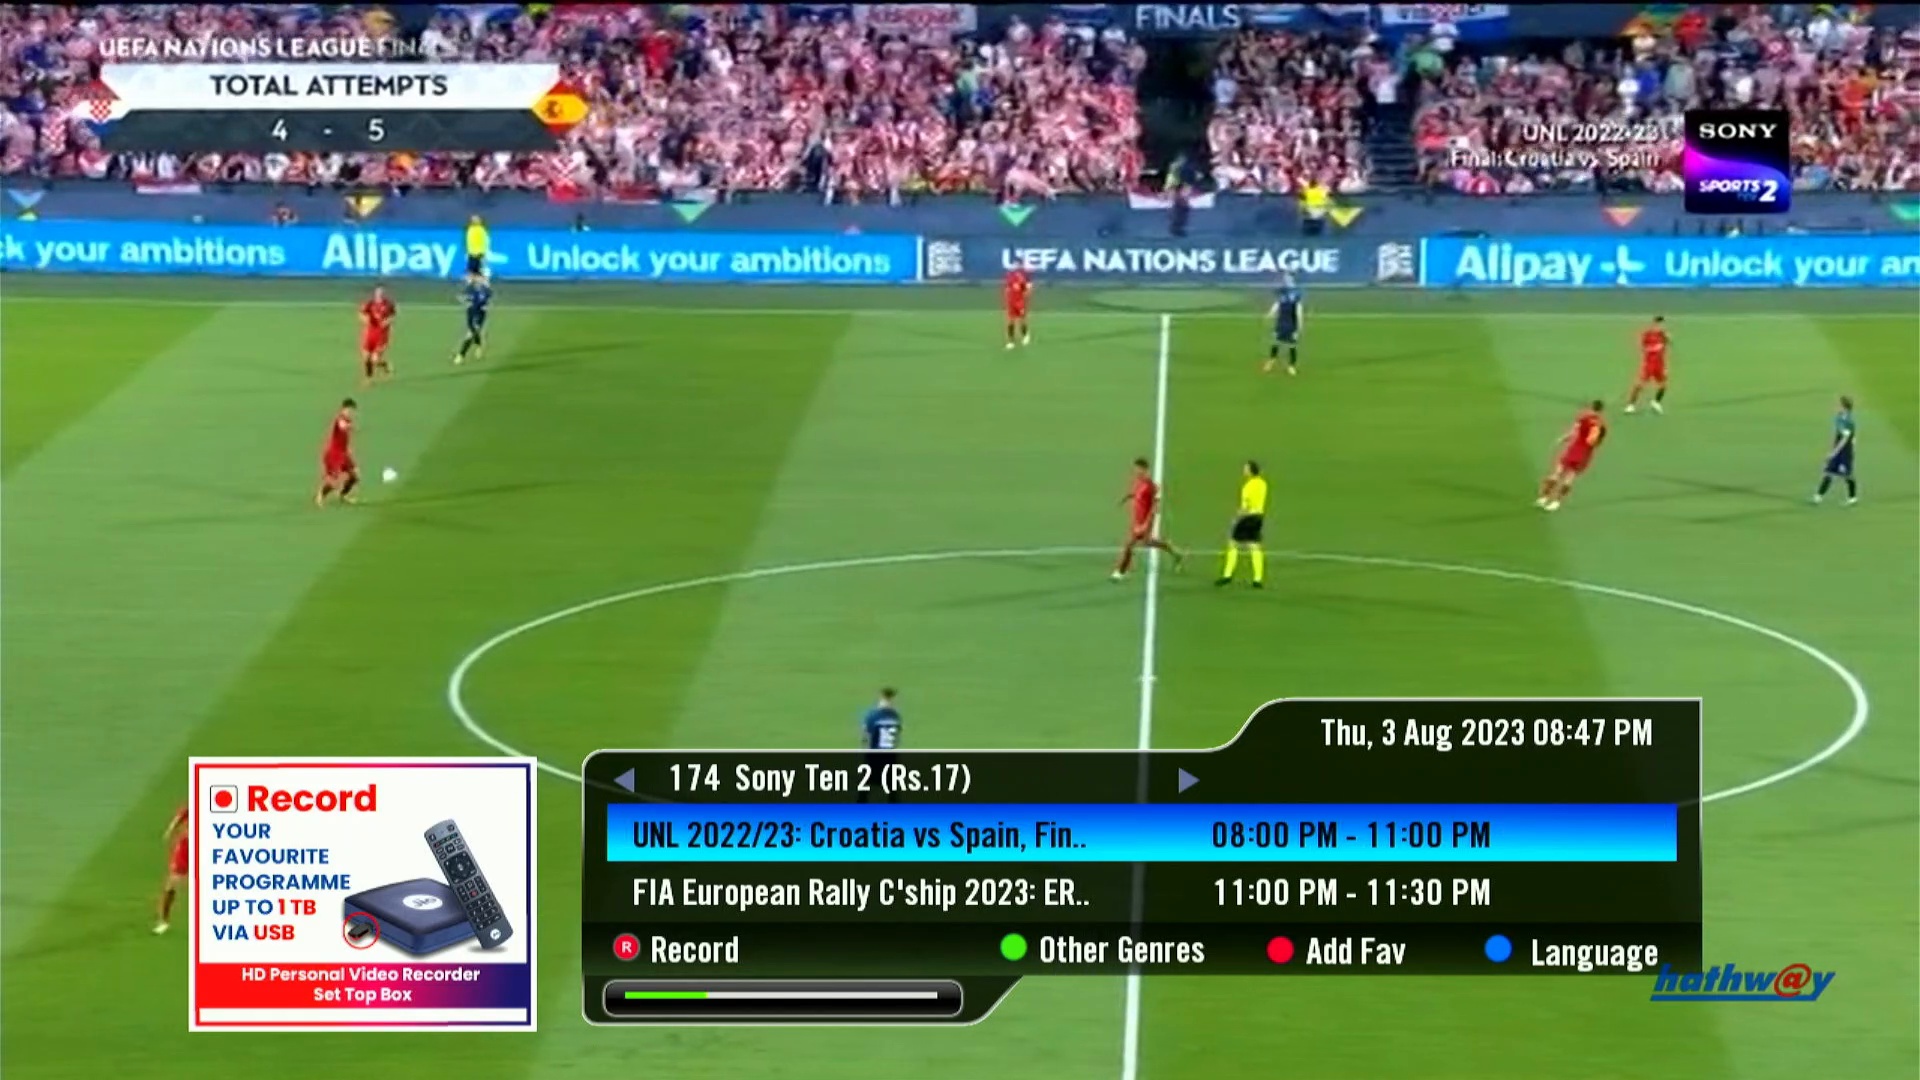 FINALS
UEFA NATIONS LEAGUE FINALS
TOTAL ATTEMPTS
4 - 5
UNL 2022-23
Final: Croatia vs. Spain
SONY
SPORTS
TEN 2
ck your ambitions Alipay Unlock your ambitions UEFA NATIONS LEAGUE Alipay Unlock your am
Thu, 3 Aug 2023 08:47 PM
174 Sony Ten 2 (Rs.17)
UNL 2022/23: Croatia vs Spain, Fin.. 08:00 PM - 11:00 PM
FIA European Rally C'ship 2023: ER.. 11:00 PM - 11:30 PM
R Record Other Genres Add Fav Language
Record
YOUR
FAVOURITE
PROGRAMME
UP TO 1 TB
VIA USB
HD Personal Video Recorder
Set Top Box
hathw@y